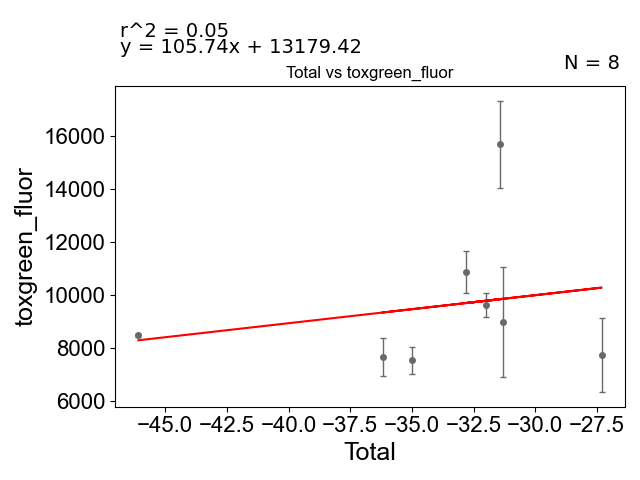 r^2 = 0.05
y = 105.74x + 13179.42
N = 8
Total vs toxgreen_fluor
toxgreen_fluor
16000
14000
12000
10000
8000
6000
−45.0 −42.5 −40.0 −37.5 −35.0 −32.5 −30.0 −27.5
Total